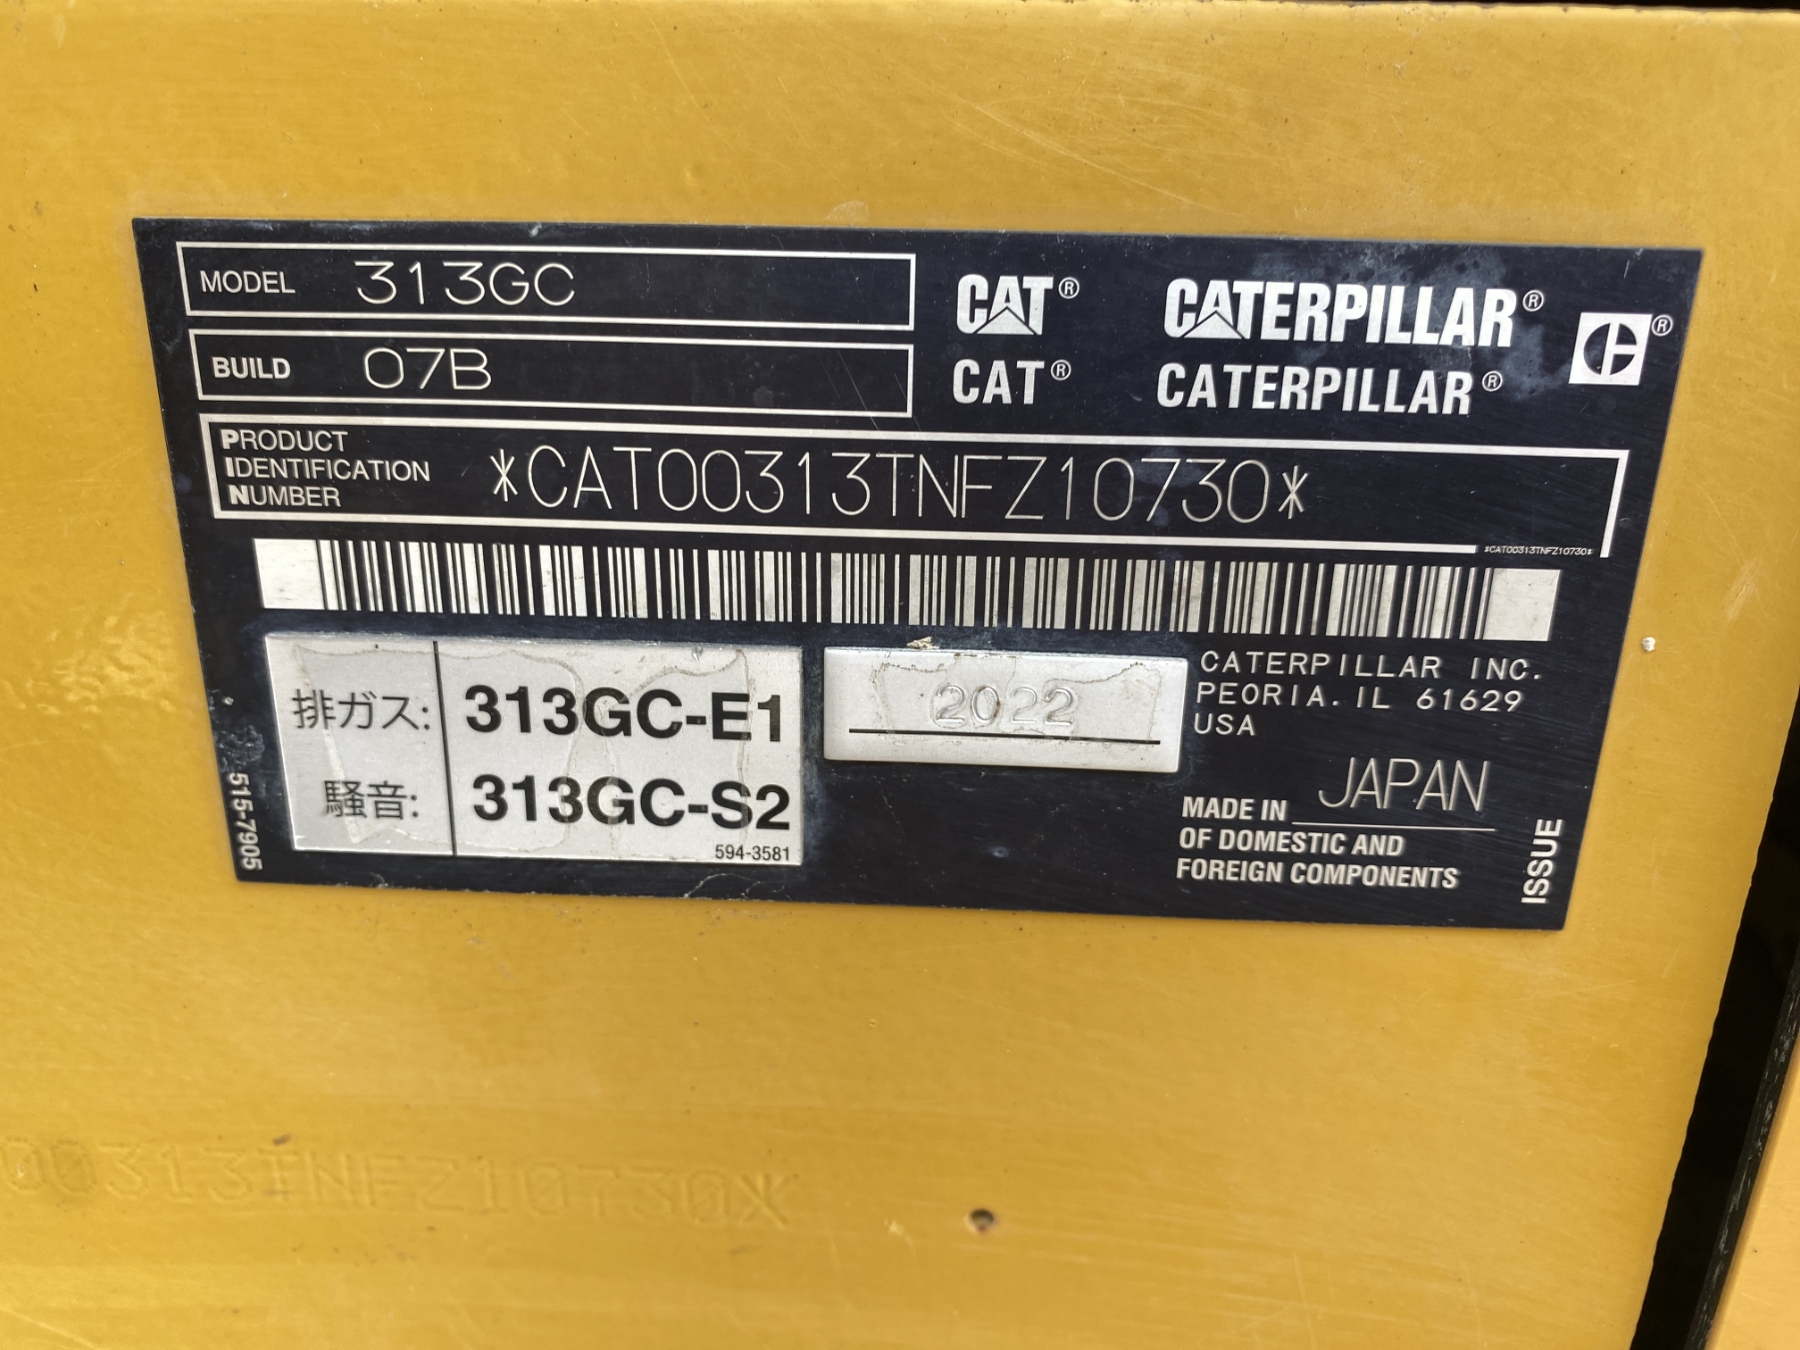 MODEL 313GC
BUILD 07B
CAT® CATERPILLAR® ®
CAT® CATERPILLAR®
PRODUCT
IDENTIFICATION
NUMBER
*CAT00313TNFZ10730*
*CAT00313TNFZ10730*
排ガス: 313GC-E1
騒音: 313GC-S2
594-3581
2022
CATERPILLAR INC.
PEORIA. IL 61629
USA
MADE IN JAPAN
OF DOMESTIC AND
FOREIGN COMPONENTS
515-7905
ISSUE
00313TNFZ10730*